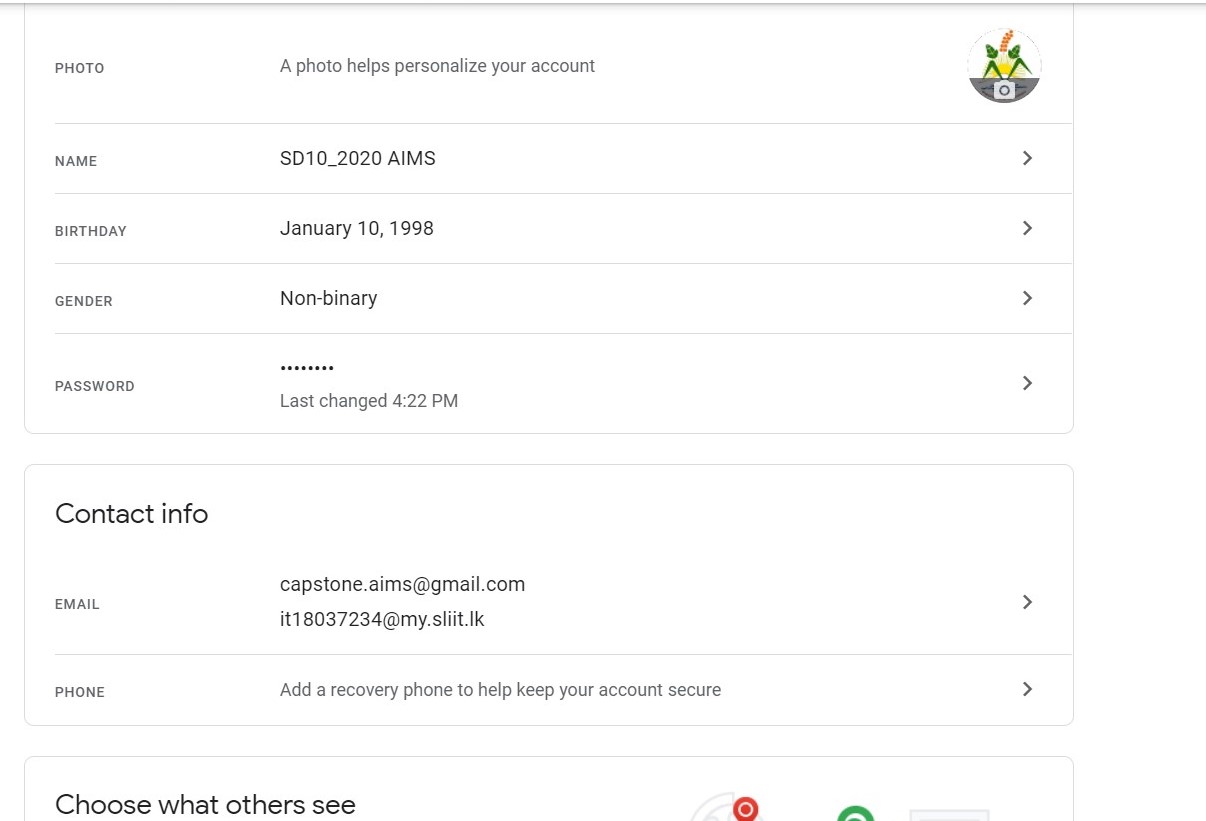 PHOTO
A photo helps personalize your account
NAME
SD10_2020 AIMS
BIRTHDAY
January 10, 1998
GENDER
Non-binary
PASSWORD
••••••••
Last changed 4:22 PM
Contact info
EMAIL
capstone.aims@gmail.com
it18037234@my.sliit.lk
PHONE
Add a recovery phone to help keep your account secure
Choose what others see